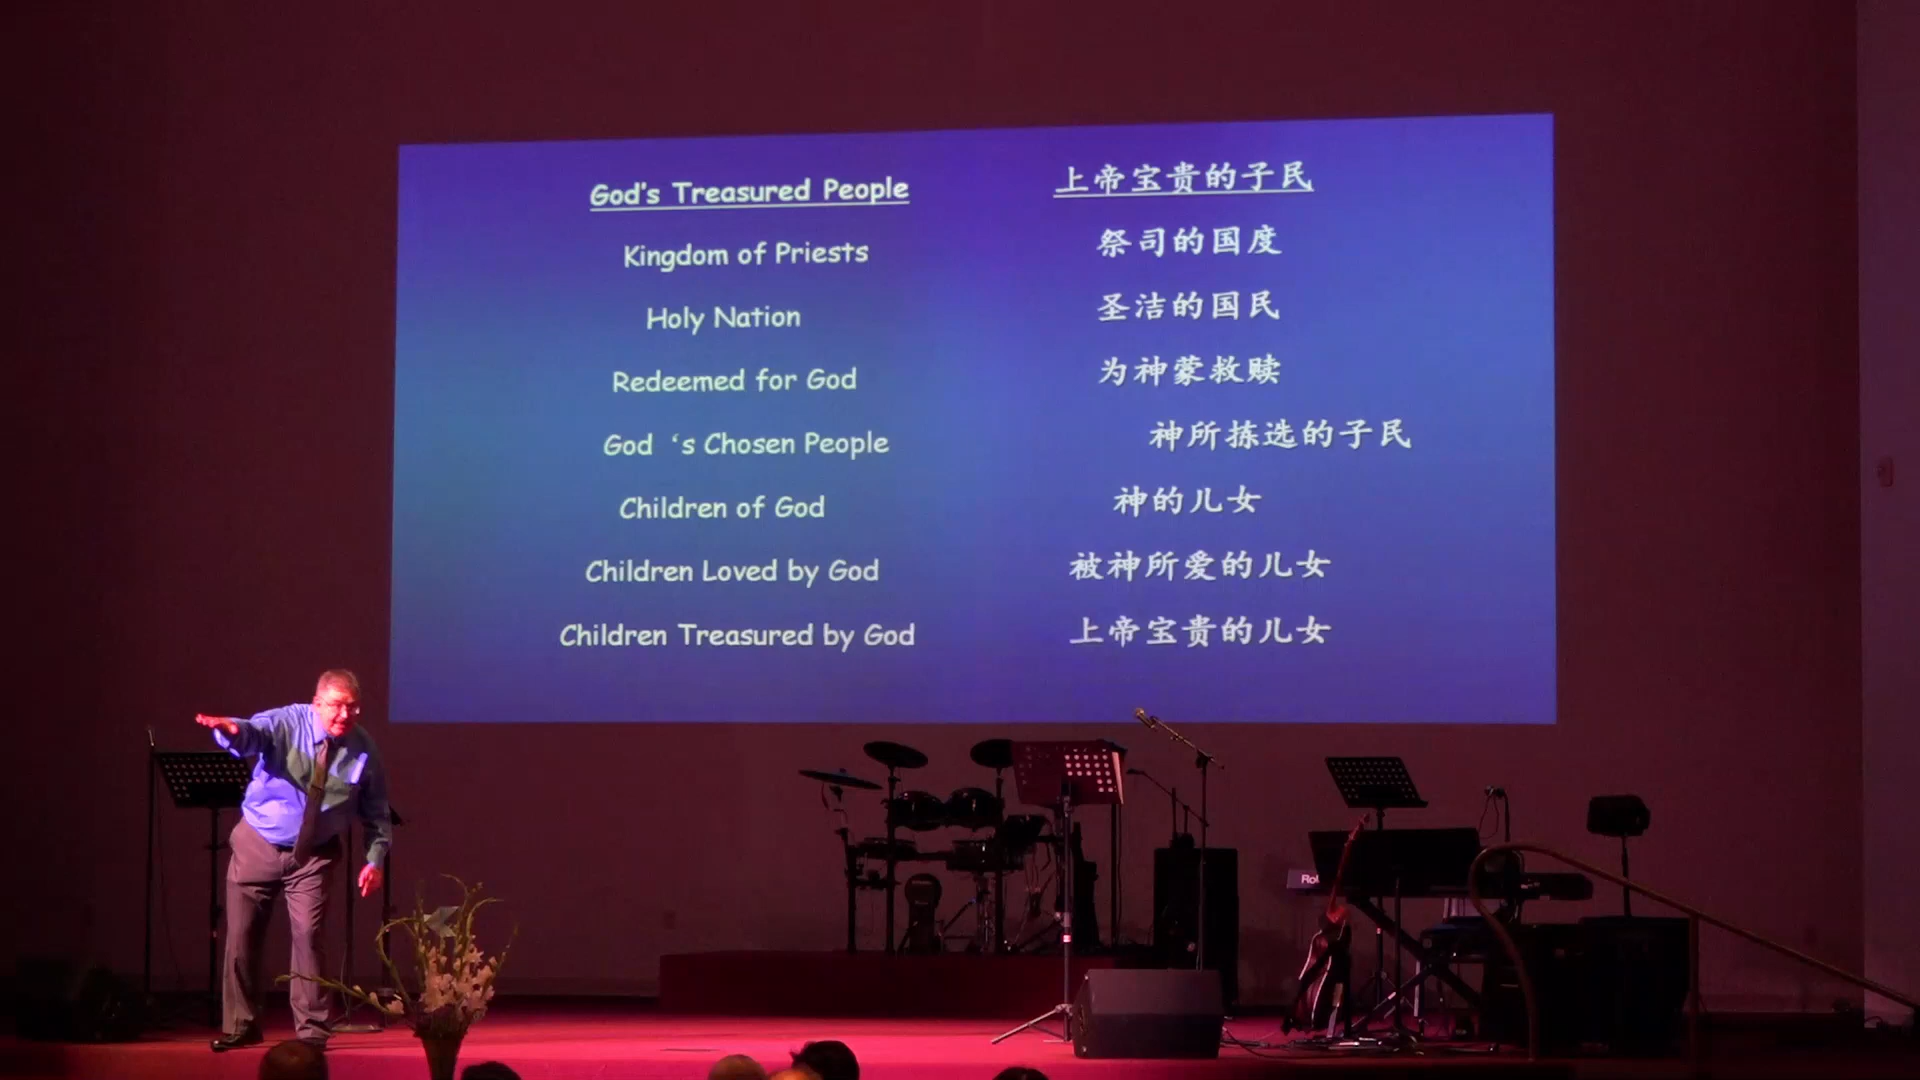 God's Treasured People
上帝宝贵的子民
Kingdom of Priests
祭司的国度
Holy Nation
圣洁的国民
Redeemed for God
为神蒙救赎
God ‘s Chosen People
神所拣选的子民
Children of God
神的儿女
Children Loved by God
被神所爱的儿女
Children Treasured by God
上帝宝贵的儿女